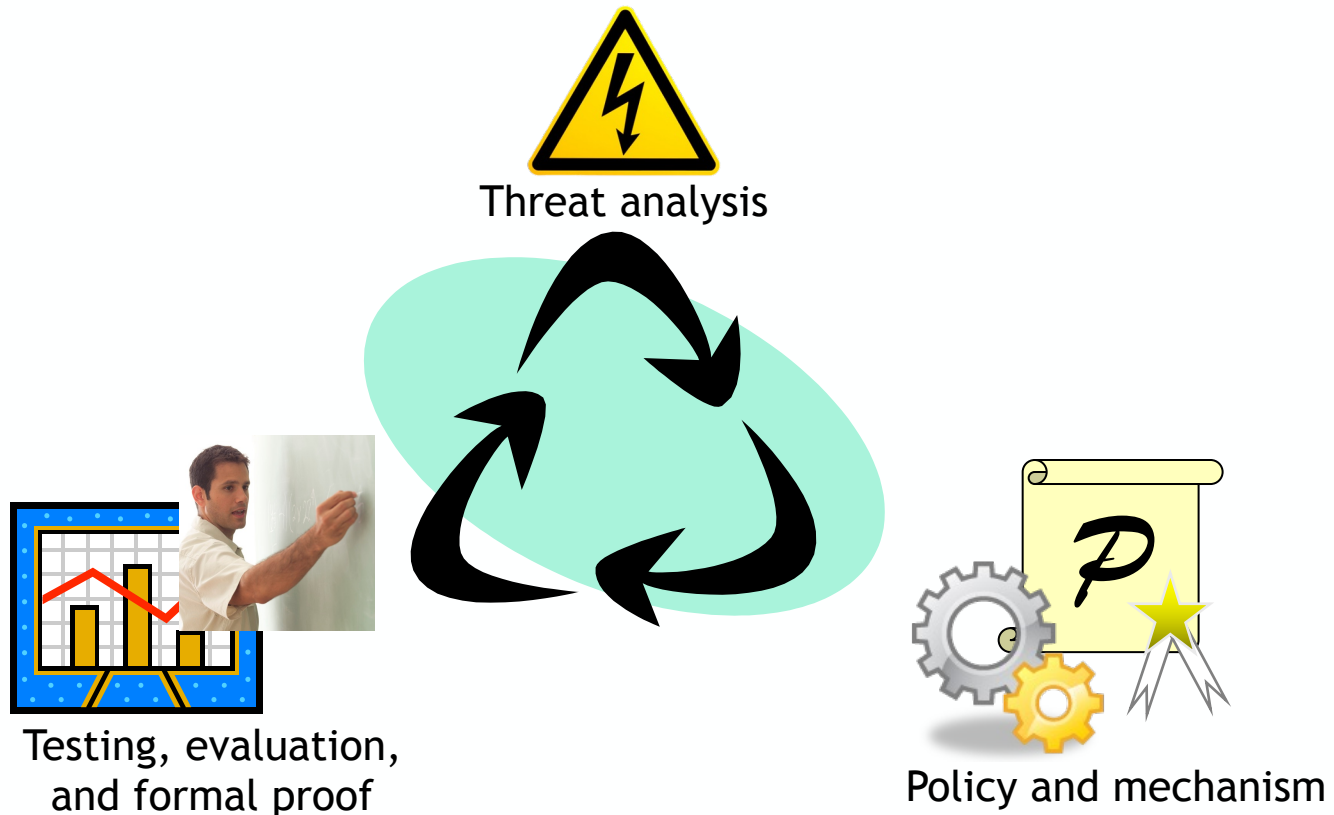 Threat analysis
P
Testing, evaluation,
and formal proof
Policy and mechanism